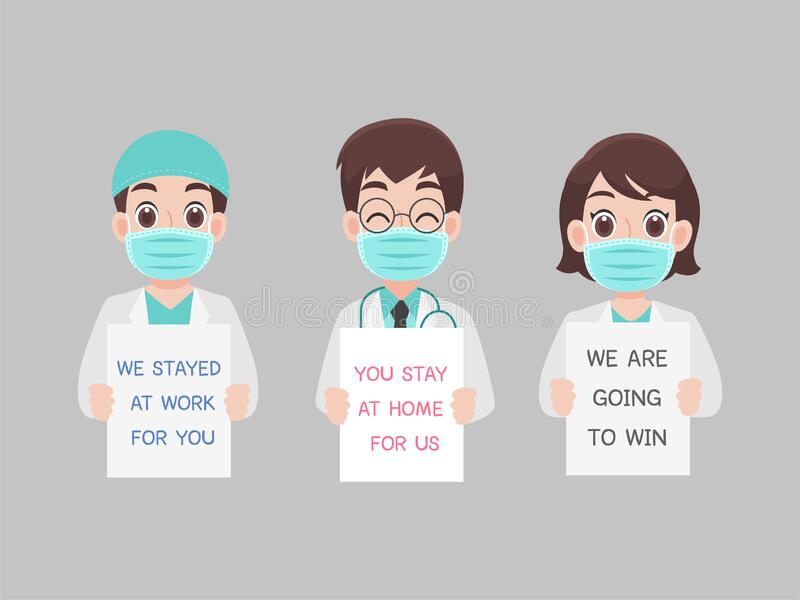 WE STAYED
AT WORK
FOR YOU
YOU STAY
AT HOME
FOR US
WE ARE
GOING
TO WIN
dreamstime